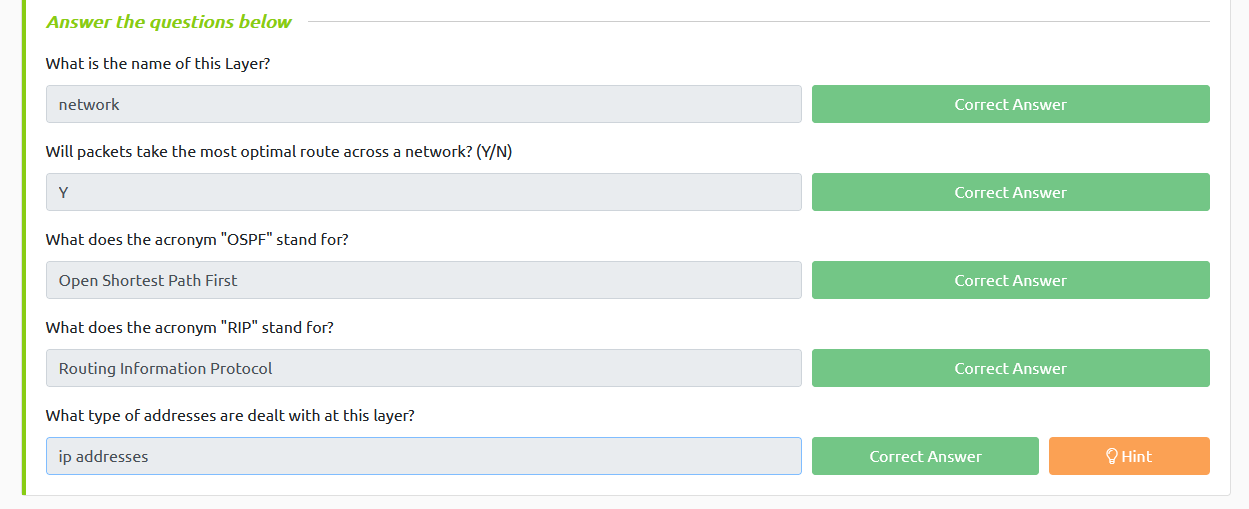 Answer the questions below
What is the name of this Layer?
network
Correct Answer
Will packets take the most optimal route across a network? (Y/N)
Y
Correct Answer
What does the acronym "OSPF" stand for?
Open Shortest Path First
Correct Answer
What does the acronym "RIP" stand for?
Routing Information Protocol
Correct Answer
What type of addresses are dealt with at this layer?
ip addresses
Correct Answer
Hint